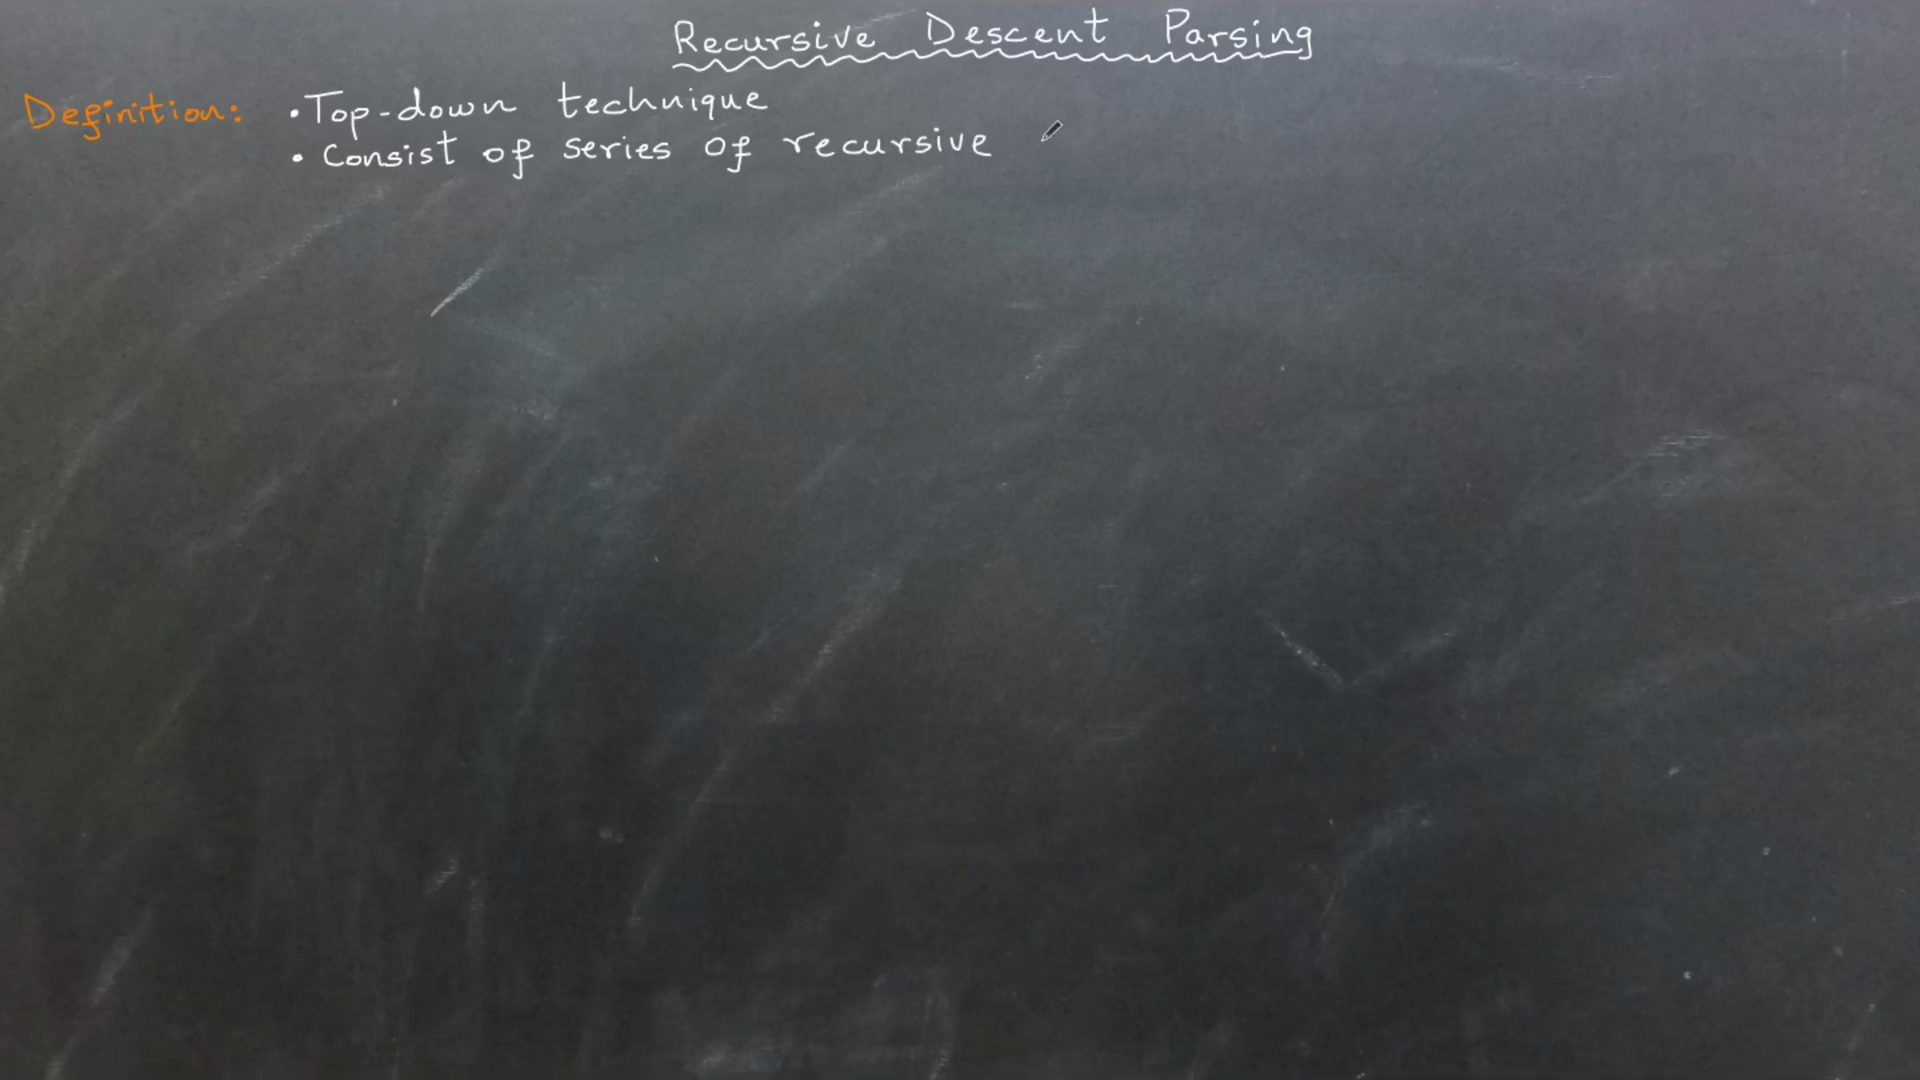 Recursive Descent Parsing
Definition: • Top-down technique
• Consist of series of recursive